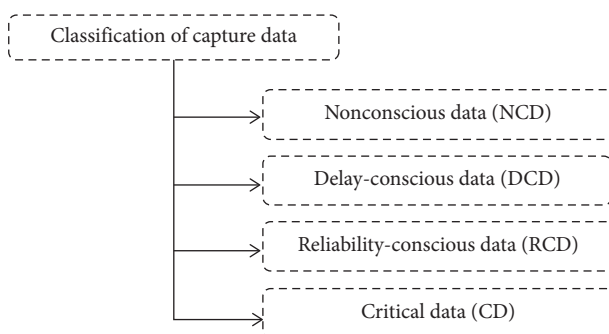 Classification of capture data
Nonconscious data (NCD)
Delay-conscious data (DCD)
Reliability-conscious data (RCD)
Critical data (CD)